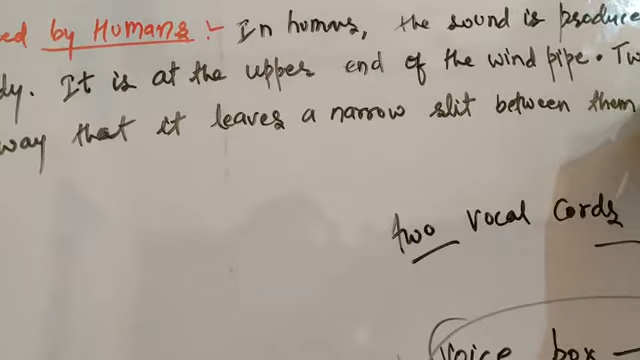 ed by Humans :- In humans, the sound is produce
dy. It is at the upper end of the wind pipe. Tw
way that it leaves a narrow slit between them
two vocal cords
voice box